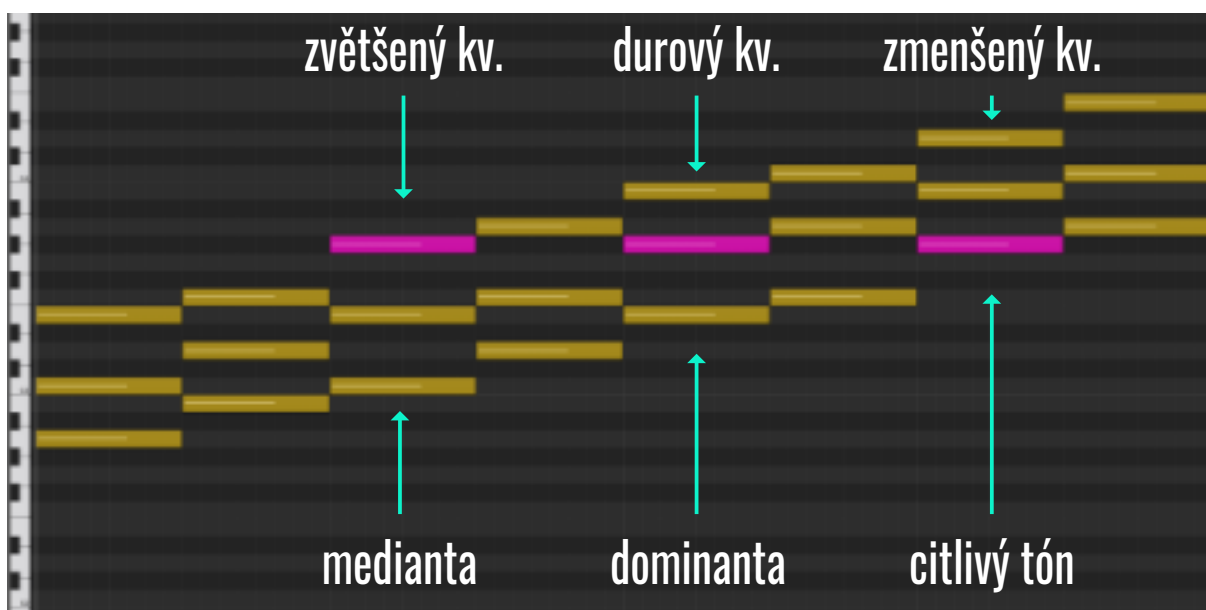 zvětšený kv.
durový kv.
zmenšený kv.
medianta
dominanta
citlivý tón